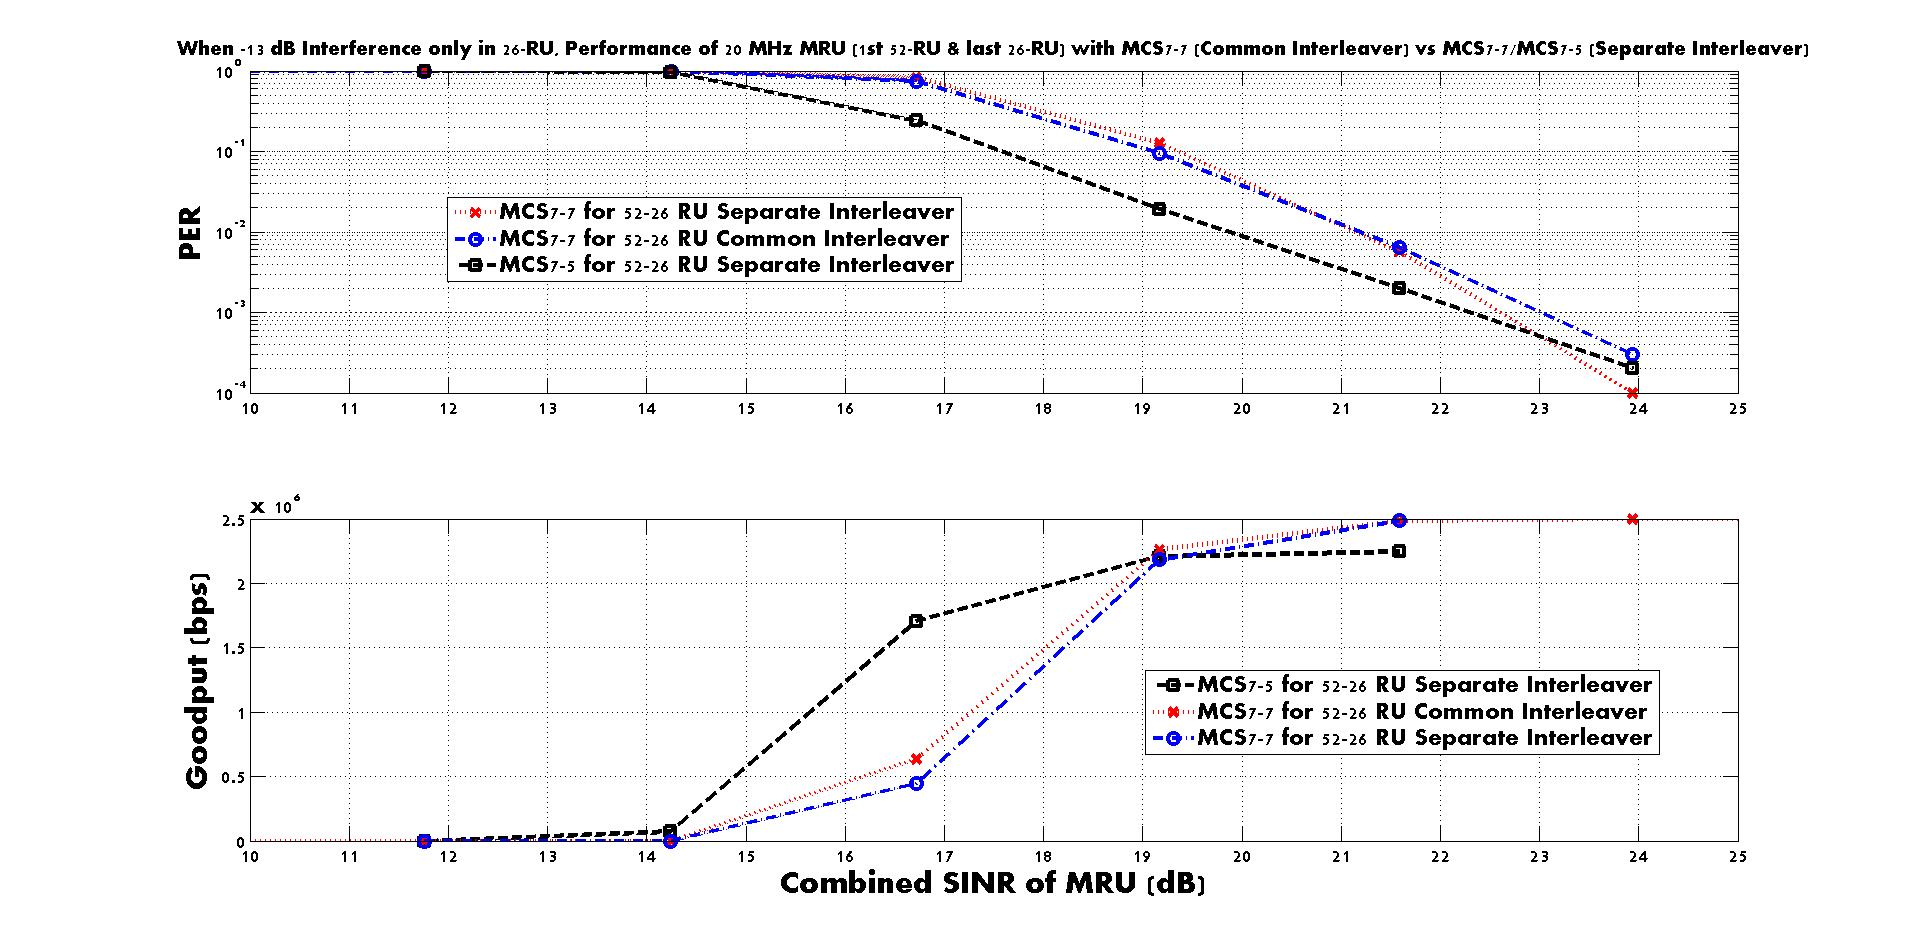 When -13 dB Interference only in 26-RU, Performance of 20 MHz MRU (1st 52-RU & last 26-RU) with MCS7-7 (Common Interleaver) vs MCS7-7/MCS7-5 (Separate Interleaver)
10^0
10^-1
10^-2
10^-3
10^-4
PER
MCS7-7 for 52-26 RU Separate Interleaver
MCS7-7 for 52-26 RU Common Interleaver
MCS7-5 for 52-26 RU Separate Interleaver
10 11 12 13 14 15 16 17 18 19 20 21 22 23 24 25
x 10^6
2.5
2
1.5
1
0.5
0
Goodput (bps)
MCS7-5 for 52-26 RU Separate Interleaver
MCS7-7 for 52-26 RU Common Interleaver
MCS7-7 for 52-26 RU Separate Interleaver
10 11 12 13 14 15 16 17 18 19 20 21 22 23 24 25
Combined SINR of MRU (dB)